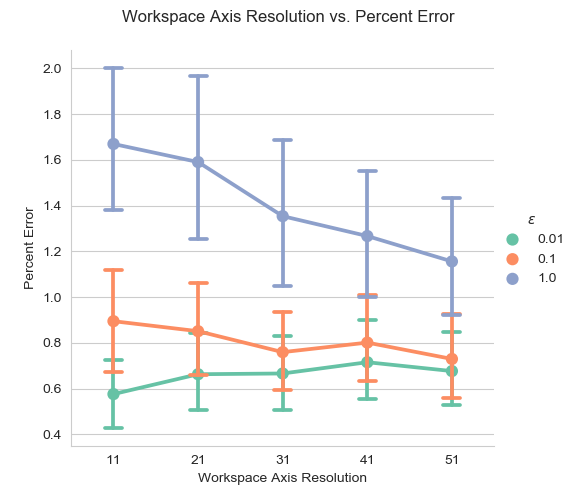 Workspace Axis Resolution vs. Percent Error
Percent Error
2.0
1.8
1.6
1.4
1.2
1.0
0.8
0.6
0.4
11 21 31 41 51
Workspace Axis Resolution
ε
0.01
0.1
1.0